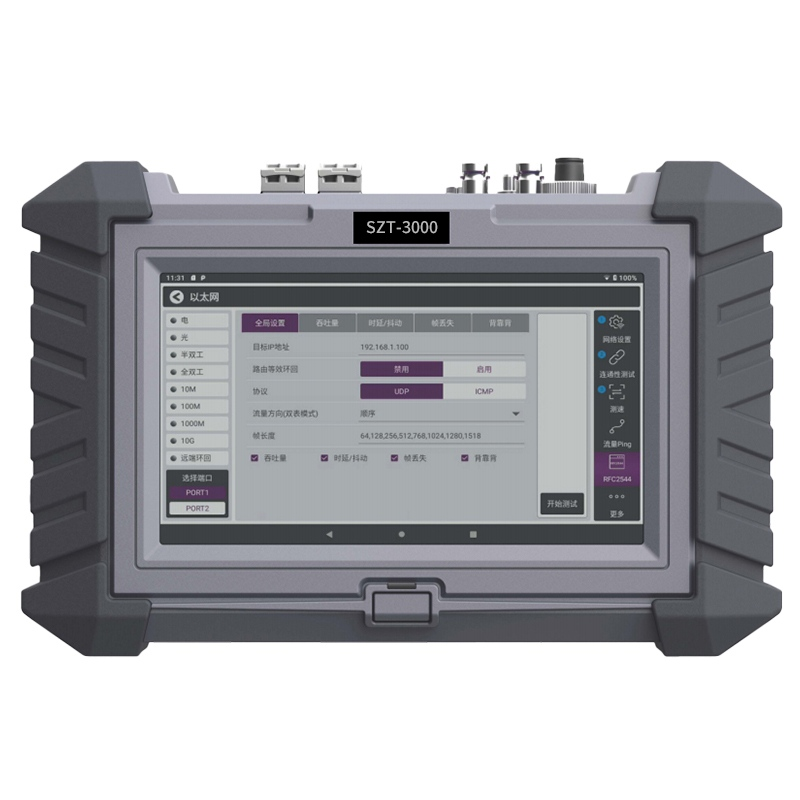 SZT-3000
11:31
100%
以太网
电
光
半双工
全双工
10M
100M
1000M
10G
远端环回
选择端口
PORT1
PORT2
全局设置 吞吐量 时延/抖动 帧丢失 背靠背
目标IP地址 192.168.1.100
路由等效环回 禁用 启用
协议 UDP ICMP
流量方向(双表模式) 顺序
帧长度 64,128,256,512,768,1024,1280,1518
吞吐量 时延/抖动 帧丢失 背靠背
开始测试
网络设置
连通性测试
测速
流量Ping
RFC2544
更多